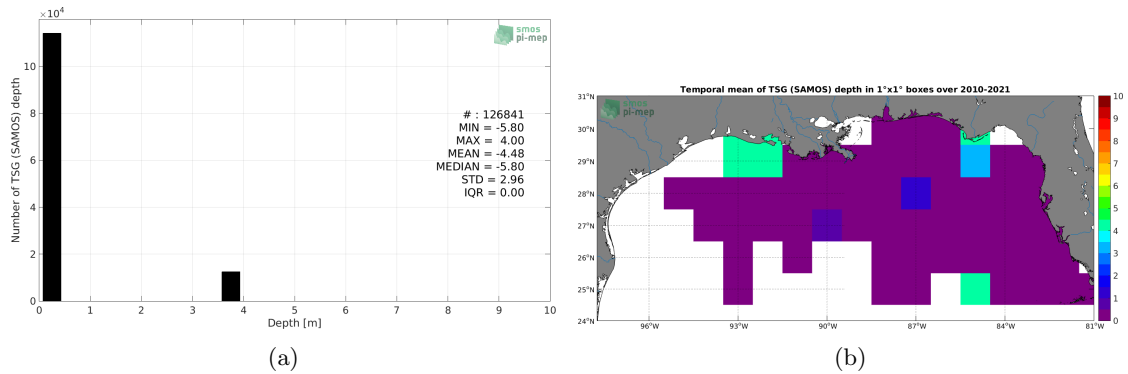 ×10⁴
smos
pi-mep
10
8
6
4
2
0
Number of TSG (SAMOS) depth
# : 126841
MIN = -5.80
MAX = 4.00
MEAN = -4.48
MEDIAN = -5.80
STD = 2.96
IQR = 0.00
0 1 2 3 4 5 6 7 8 9 10
Depth [m]
(a)
Temporal mean of TSG (SAMOS) depth in 1°x1° boxes over 2010-2021
smos
pi-mep
31°N
30°N
29°N
28°N
27°N
26°N
25°N
24°N
96°W 93°W 90°W 87°W 84°W 81°W
10
9
8
7
6
5
4
3
2
1
0
(b)